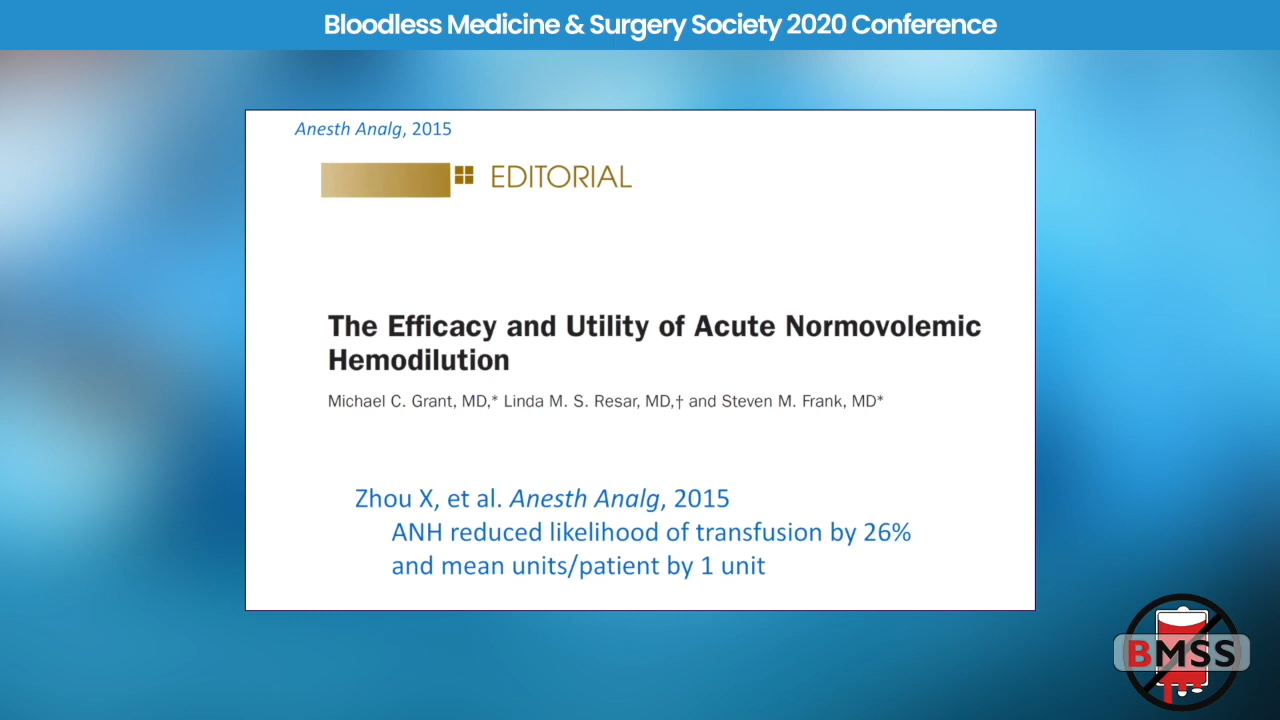 Bloodless Medicine & Surgery Society 2020 Conference
Anesth Analg, 2015
EDITORIAL
The Efficacy and Utility of Acute Normovolemic
Hemodilution
Michael C. Grant, MD,* Linda M. S. Resar, MD,† and Steven M. Frank, MD*
Zhou X, et al. Anesth Analg, 2015
ANH reduced likelihood of transfusion by 26%
and mean units/patient by 1 unit
BMSS